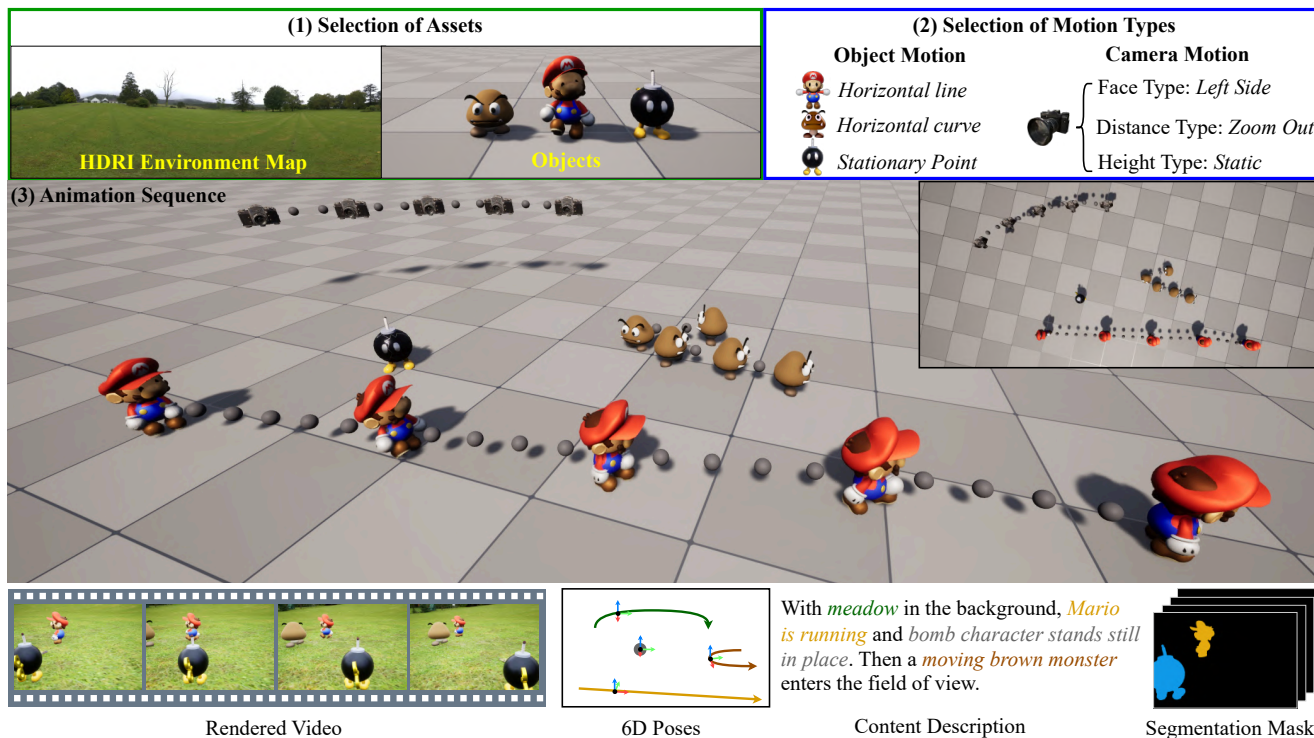 (1) Selection of Assets
HDRI Environment Map
Objects
(2) Selection of Motion Types
Object Motion
Horizontal line
Horizontal curve
Stationary Point
Camera Motion
Face Type: Left Side
Distance Type: Zoom Out
Height Type: Static
(3) Animation Sequence
With meadow in the background, Mario
is running and bomb character stands still
in place. Then a moving brown monster
enters the field of view.
Rendered Video
6D Poses
Content Description
Segmentation Mask